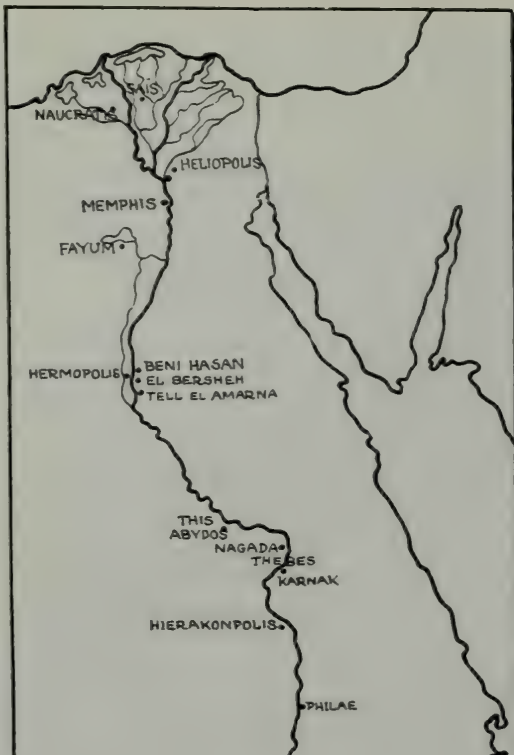 SAIS
NAUCRATIS
HELIOPOLIS
MEMPHIS
FAYUM
BENI HASAN
HERMOPOLIS
EL BERSHEH
TELL EL AMARNA
THIS
ABYDOS
NAGADA
THEBES
KARNAK
HIERAKONPOLIS
PHILAE